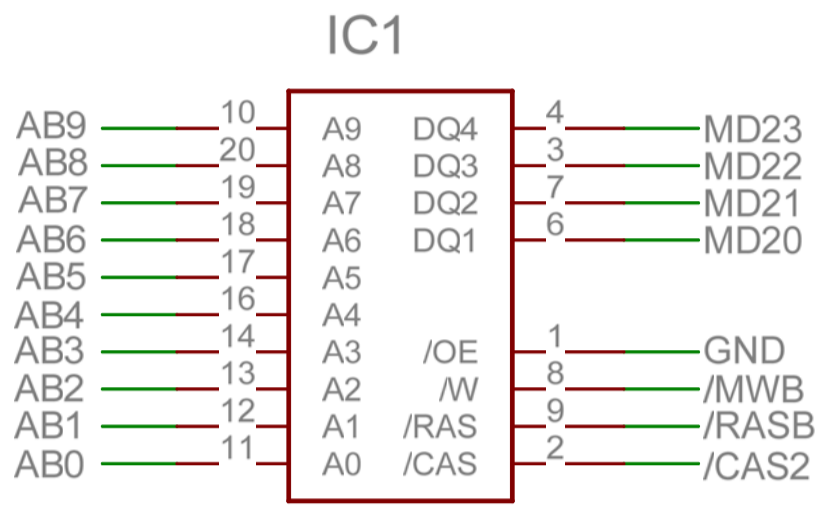 IC1
AB9 10 A9 DQ4 4 MD23
AB8 20 A8 DQ3 3 MD22
AB7 19 A7 DQ2 7 MD21
AB6 18 A6 DQ1 6 MD20
AB5 17 A5
AB4 16 A4
AB3 14 A3 /OE 1 GND
AB2 13 A2 /W 8 /MWB
AB1 12 A1 /RAS 9 /RASB
AB0 11 A0 /CAS 2 /CAS2